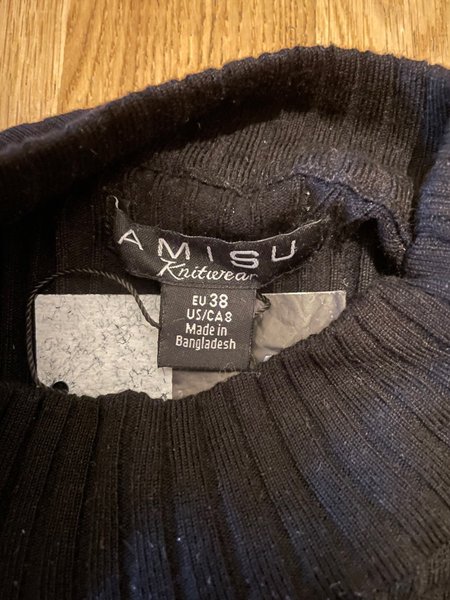 AMISU
Knitwear
EU 38
US/CA 8
Made in
Bangladesh